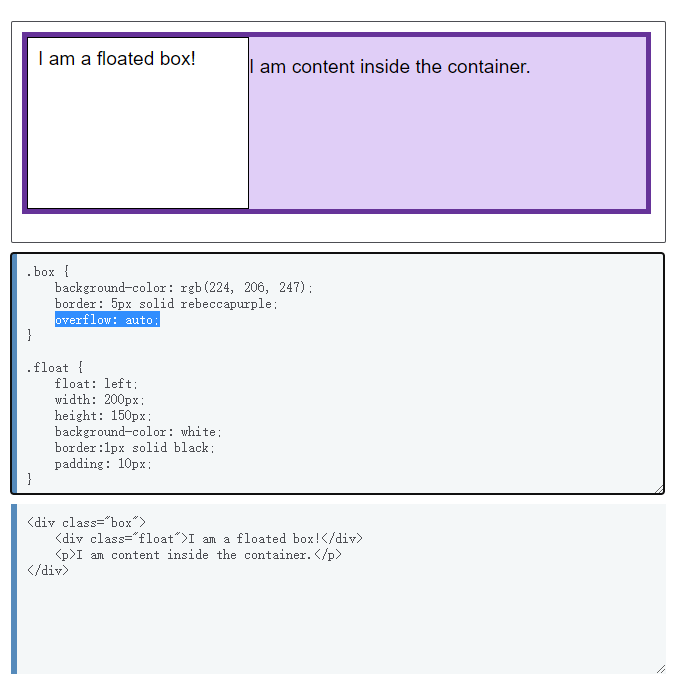 I am a floated box!
I am content inside the container.
.box {
    background-color: rgb(224, 206, 247);
    border: 5px solid rebeccapurple;
    overflow: auto;
}

.float {
    float: left;
    width: 200px;
    height: 150px;
    background-color: white;
    border:1px solid black;
    padding: 10px;
}
<div class="box">
    <div class="float">I am a floated box!</div>
    <p>I am content inside the container.</p>
</div>